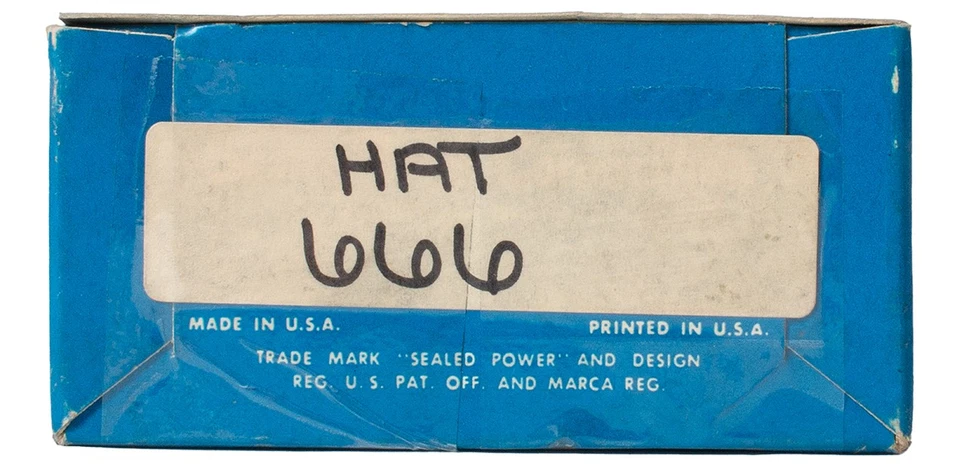 HAT
666
MADE IN U.S.A. PRINTED IN U.S.A.
TRADE MARK "SEALED POWER" AND DESIGN
REG. U.S. PAT. OFF. AND MARCA REG.